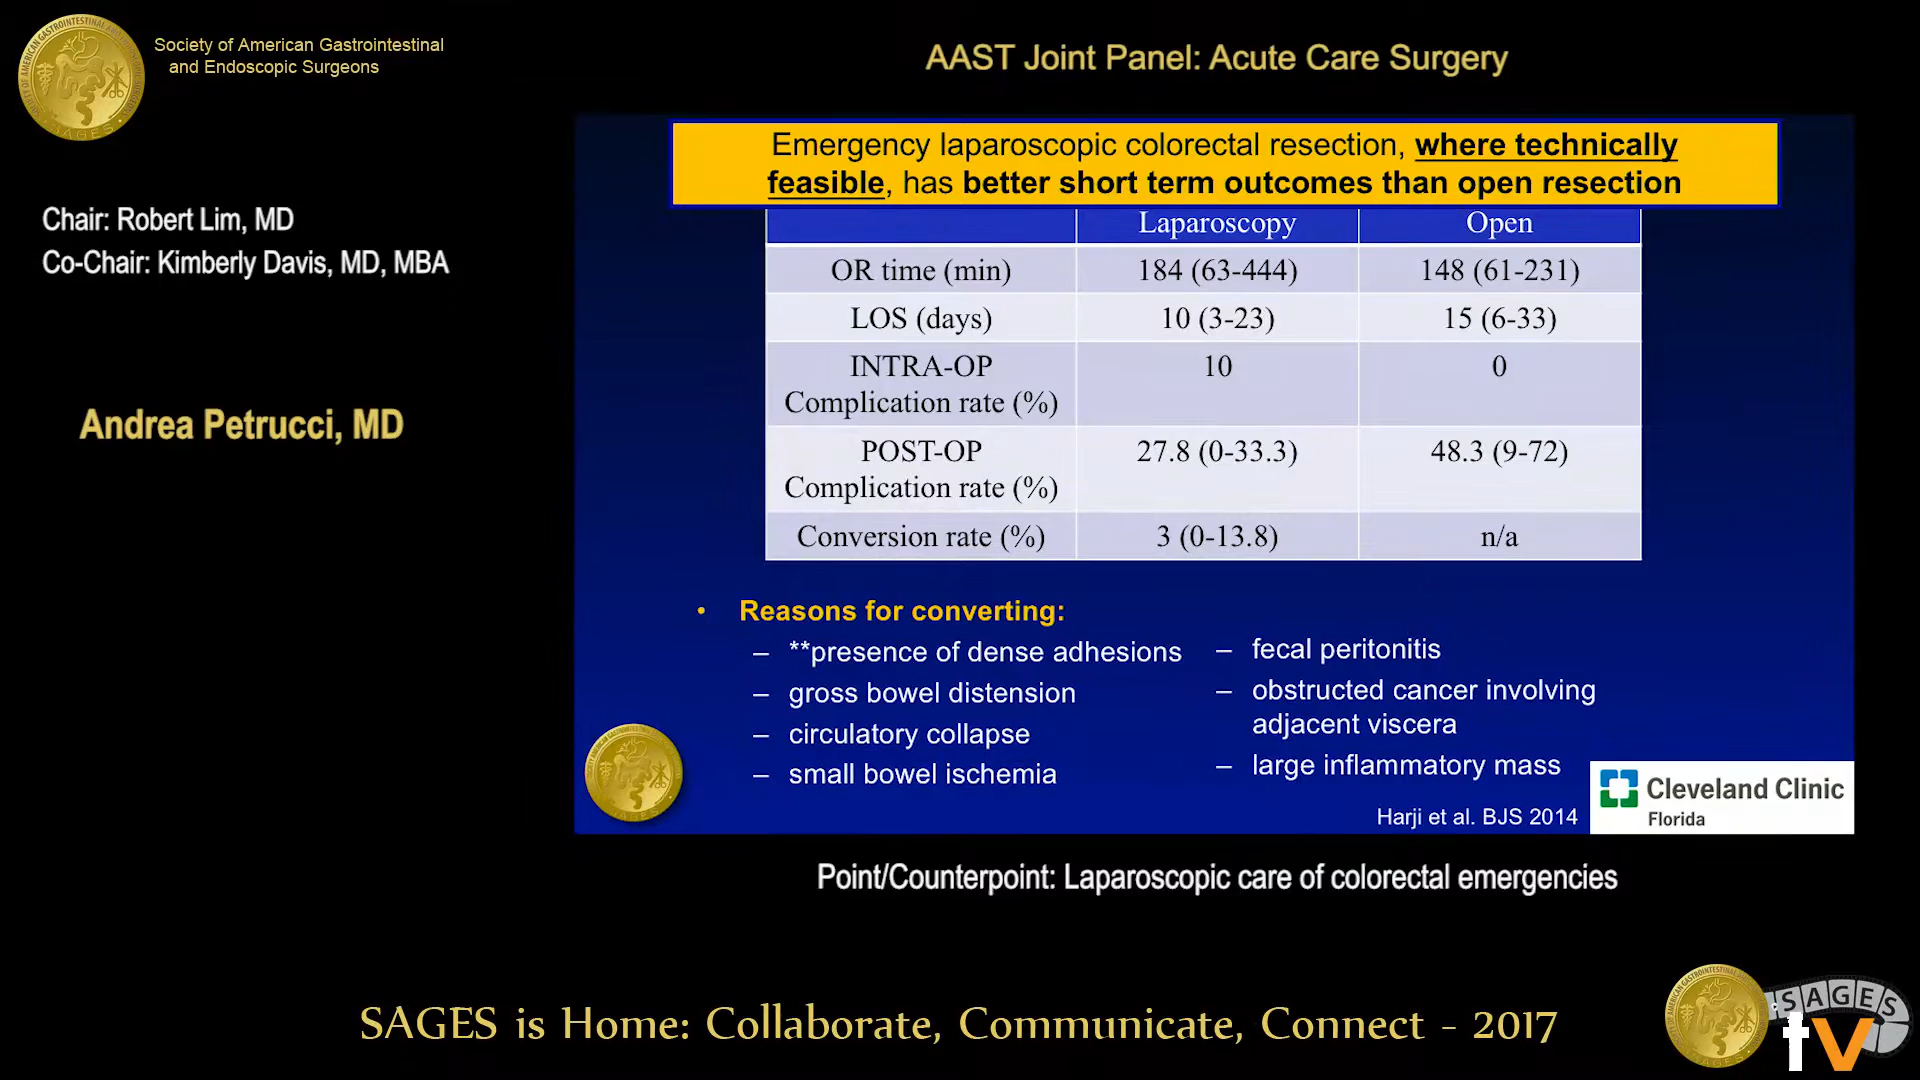 Society of American Gastrointestinal
and Endoscopic Surgeons
AAST Joint Panel: Acute Care Surgery
Chair: Robert Lim, MD
Co-Chair: Kimberly Davis, MD, MBA
Andrea Petrucci, MD
Emergency laparoscopic colorectal resection, where technically
feasible, has better short term outcomes than open resection
Laparoscopy Open
OR time (min) 184 (63-444) 148 (61-231)
LOS (days) 10 (3-23) 15 (6-33)
INTRA-OP 10 0
Complication rate (%)
POST-OP 27.8 (0-33.3) 48.3 (9-72)
Complication rate (%)
Conversion rate (%) 3 (0-13.8) n/a
• Reasons for converting:
– **presence of dense adhesions
– gross bowel distension
– circulatory collapse
– small bowel ischemia
– fecal peritonitis
– obstructed cancer involving
adjacent viscera
– large inflammatory mass
Harji et al. BJS 2014
Cleveland Clinic
Florida
Point/Counterpoint: Laparoscopic care of colorectal emergencies
SAGES is Home: Collaborate, Communicate, Connect - 2017
SAGES
tv